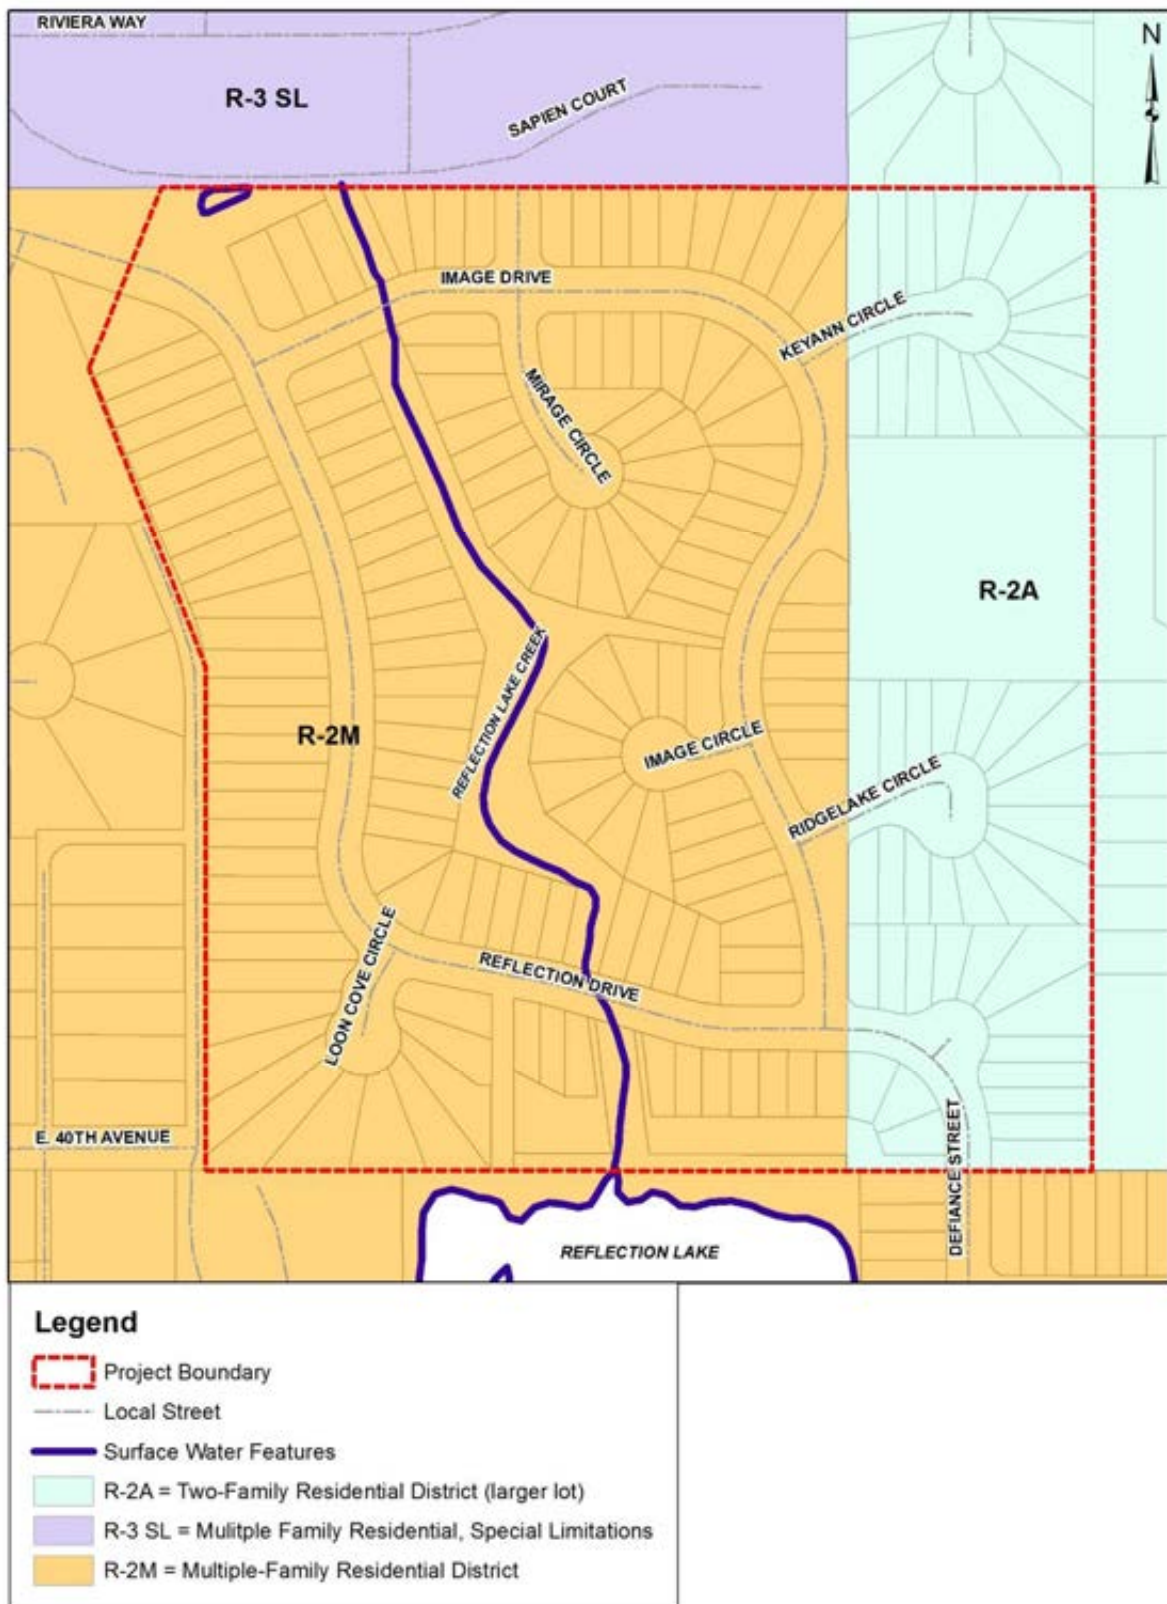 RIVIERA WAY
N
R-3 SL
SAPIEN COURT
IMAGE DRIVE
KEYANN CIRCLE
MIRAGE CIRCLE
R-2A
REFLECTION LAKE CREEK
R-2M
IMAGE CIRCLE
RIDGELAKE CIRCLE
LOON COVE CIRCLE
REFLECTION DRIVE
E. 40TH AVENUE
DEFIANCE STREET
REFLECTION LAKE
Legend
Project Boundary
Local Street
Surface Water Features
R-2A = Two-Family Residential District (larger lot)
R-3 SL = Mulitple Family Residential, Special Limitations
R-2M = Multiple-Family Residential District